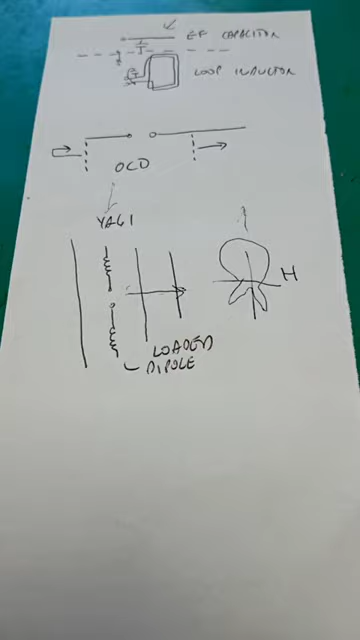 EF CAPACITOR
LOOP INDUCTOR
OCD
YAGI
H
LOADED
DIPOLE